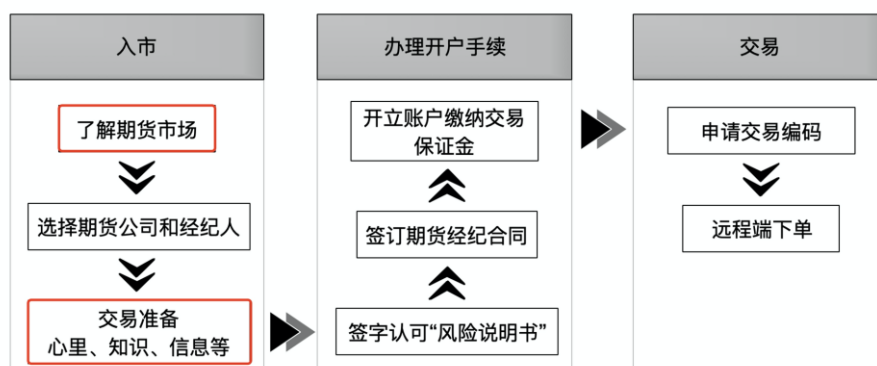 入市
了解期货市场
选择期货公司和经纪人
交易准备
心里、知识、信息等
办理开户手续
开立账户缴纳交易
保证金
签订期货经纪合同
签字认可“风险说明书”
交易
申请交易编码
远程端下单